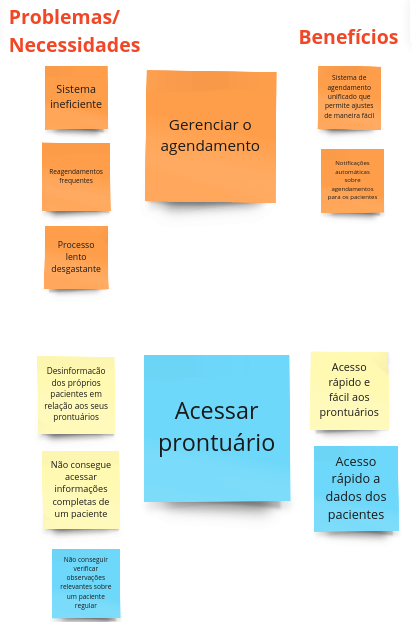 Problemas/
Necessidades
Benefícios
Sistema
ineficiente
Reagendamentos
frequentes
Processo
lento
desgastante
Gerenciar o
agendamento
Sistema de
agendamento
unificado que
permite ajustes
de maneira fácil
Notificações
automáticas
sobre
agendamentos
para os pacientes
Desinformacão
dos próprios
pacientes em
relação aos seus
prontuários
Não consegue
acessar
informações
completas de
um paciente
Não conseguir
verificar
observações
relevantes sobre
um paciente
regular
Acessar
prontuário
Acesso
rápido e
fácil aos
prontuários
Acesso
rápido a
dados dos
pacientes